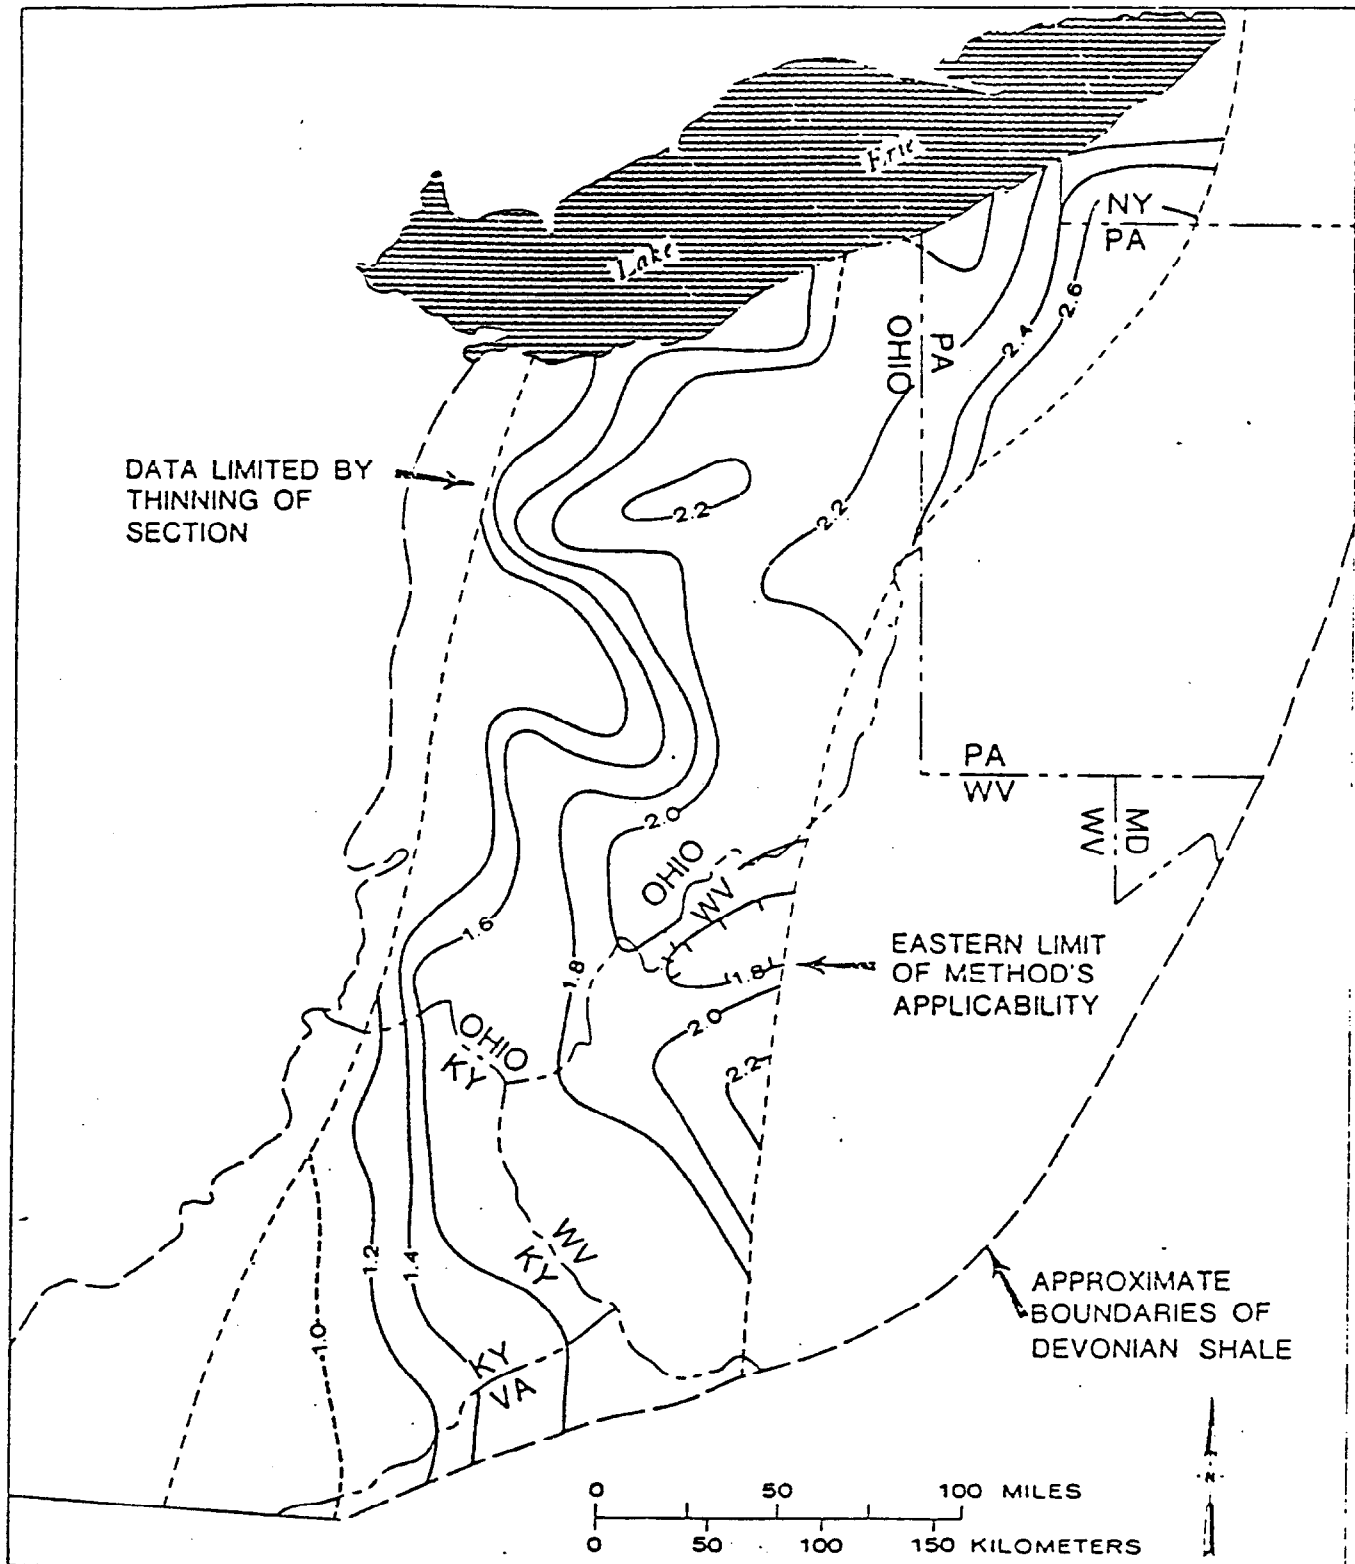 Erie
Lake
NY
PA
PA
OHIO
2.6
2.4
DATA LIMITED BY
THINNING OF
SECTION
2.2
2.2
PA
WV
MD
WV
2.0
OHIO
WV
1.6
EASTERN LIMIT
OF METHOD'S
APPLICABILITY
1.8
1.8
2.0
OHIO
KY
2.2
WV
KY
1.2
1.4
1.0
APPROXIMATE
BOUNDARIES OF
DEVONIAN SHALE
KY
VA
N
0 50 100 MILES
0 50 100 150 KILOMETERS